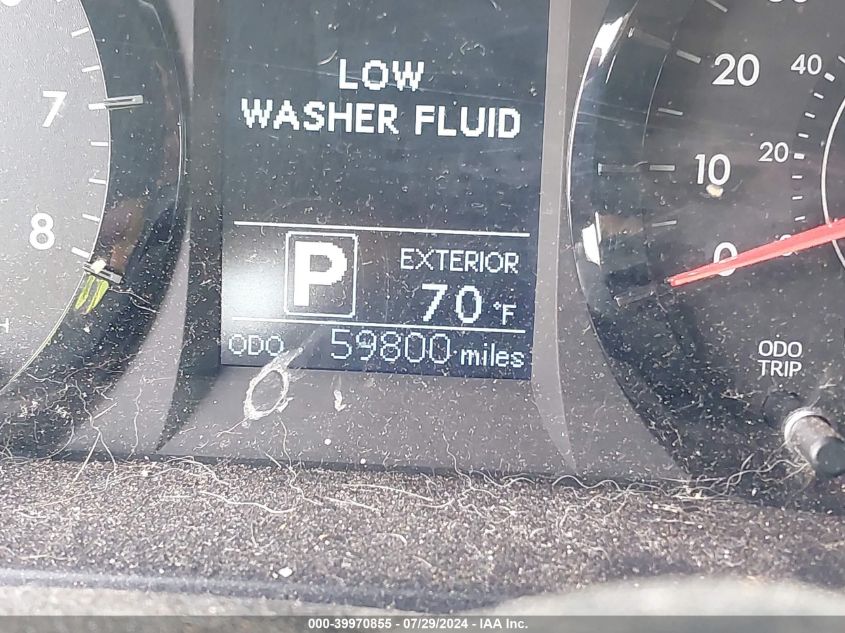 LOW
WASHER FLUID
P
EXTERIOR
70 °F
ODO 59800 miles
7
8
20
10
0
40
20
ODO
TRIP
000-39970855 - 07/29/2024 - IAA Inc.